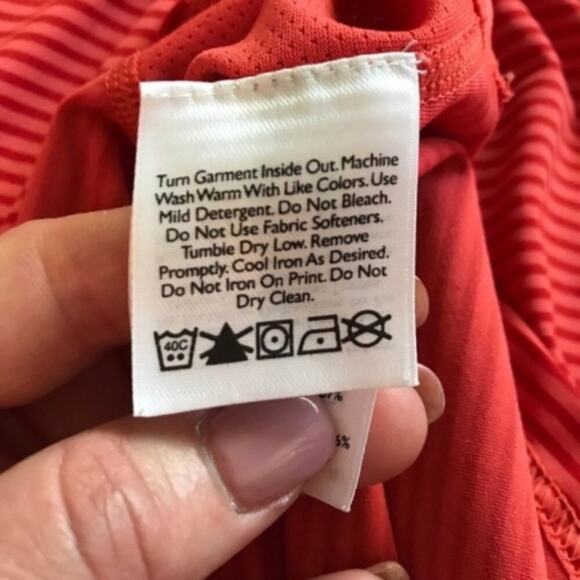 Turn Garment Inside Out. Machine
Wash Warm With Like Colors. Use
Mild Detergent. Do Not Bleach.
Do Not Use Fabric Softeners.
Tumble Dry Low. Remove
Promptly. Cool Iron As Desired.
Do Not Iron On Print. Do Not
Dry Clean.
40C